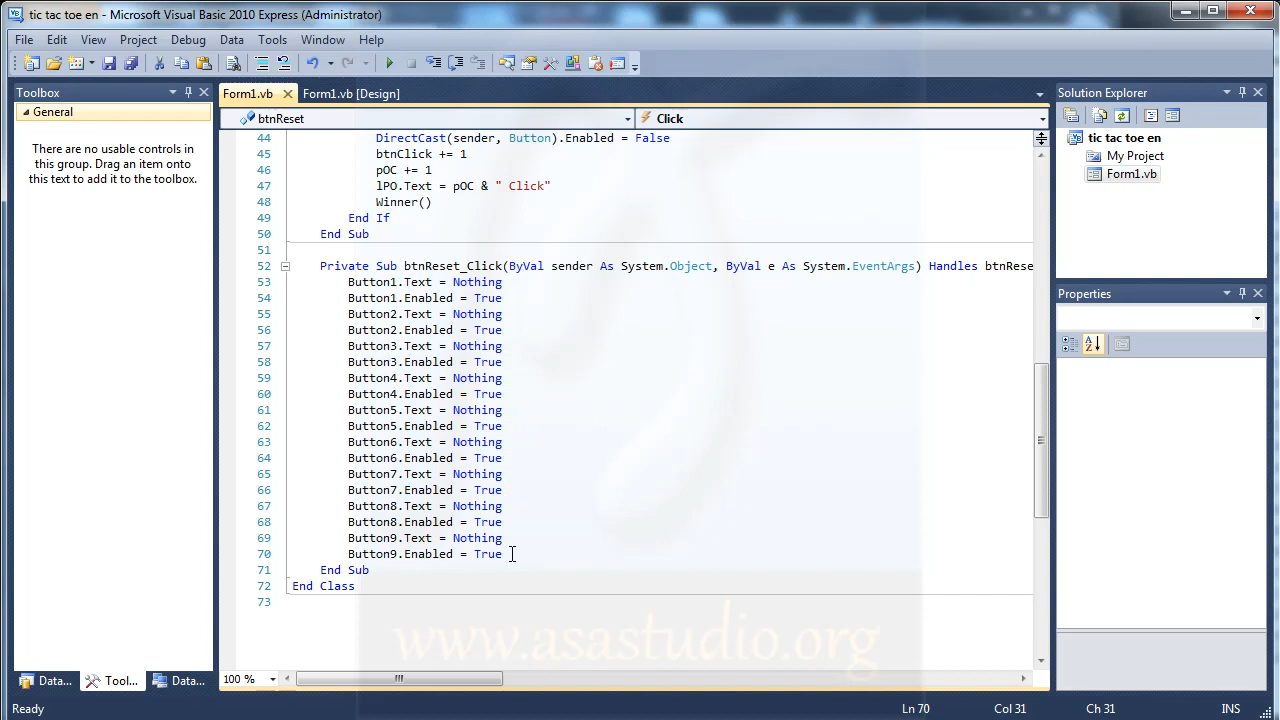 tic tac toe en - Microsoft Visual Basic 2010 Express (Administrator)
File Edit View Project Debug Data Tools Window Help
Toolbox
General
There are no usable controls in
this group. Drag an item onto
this text to add it to the toolbox.
Data... Tool... Data...
Form1.vb Form1.vb [Design]
btnReset Click
44 DirectCast(sender, Button).Enabled = False
45 btnClick += 1
46 pOC += 1
47 lPO.Text = pOC & " Click"
48 Winner()
49 End If
50 End Sub
51
52 Private Sub btnReset_Click(ByVal sender As System.Object, ByVal e As System.EventArgs) Handles btnRese
53 Button1.Text = Nothing
54 Button1.Enabled = True
55 Button2.Text = Nothing
56 Button2.Enabled = True
57 Button3.Text = Nothing
58 Button3.Enabled = True
59 Button4.Text = Nothing
60 Button4.Enabled = True
61 Button5.Text = Nothing
62 Button5.Enabled = True
63 Button6.Text = Nothing
64 Button6.Enabled = True
65 Button7.Text = Nothing
66 Button7.Enabled = True
67 Button8.Text = Nothing
68 Button8.Enabled = True
69 Button9.Text = Nothing
70 Button9.Enabled = True
71 End Sub
72 End Class
73
www.asastudio.org
100 %
Solution Explorer
tic tac toe en
My Project
Form1.vb
Properties
Ready Ln 70 Col 31 Ch 31 INS